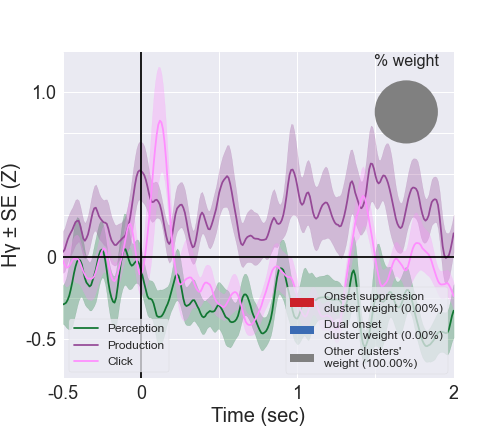 % weight
1.0
0
-0.5
Hγ ± SE (Z)
Perception
Production
Click
Onset suppression
cluster weight (0.00%)
Dual onset
cluster weight (0.00%)
Other clusters'
weight (100.00%)
-0.5
0
1
2
Time (sec)